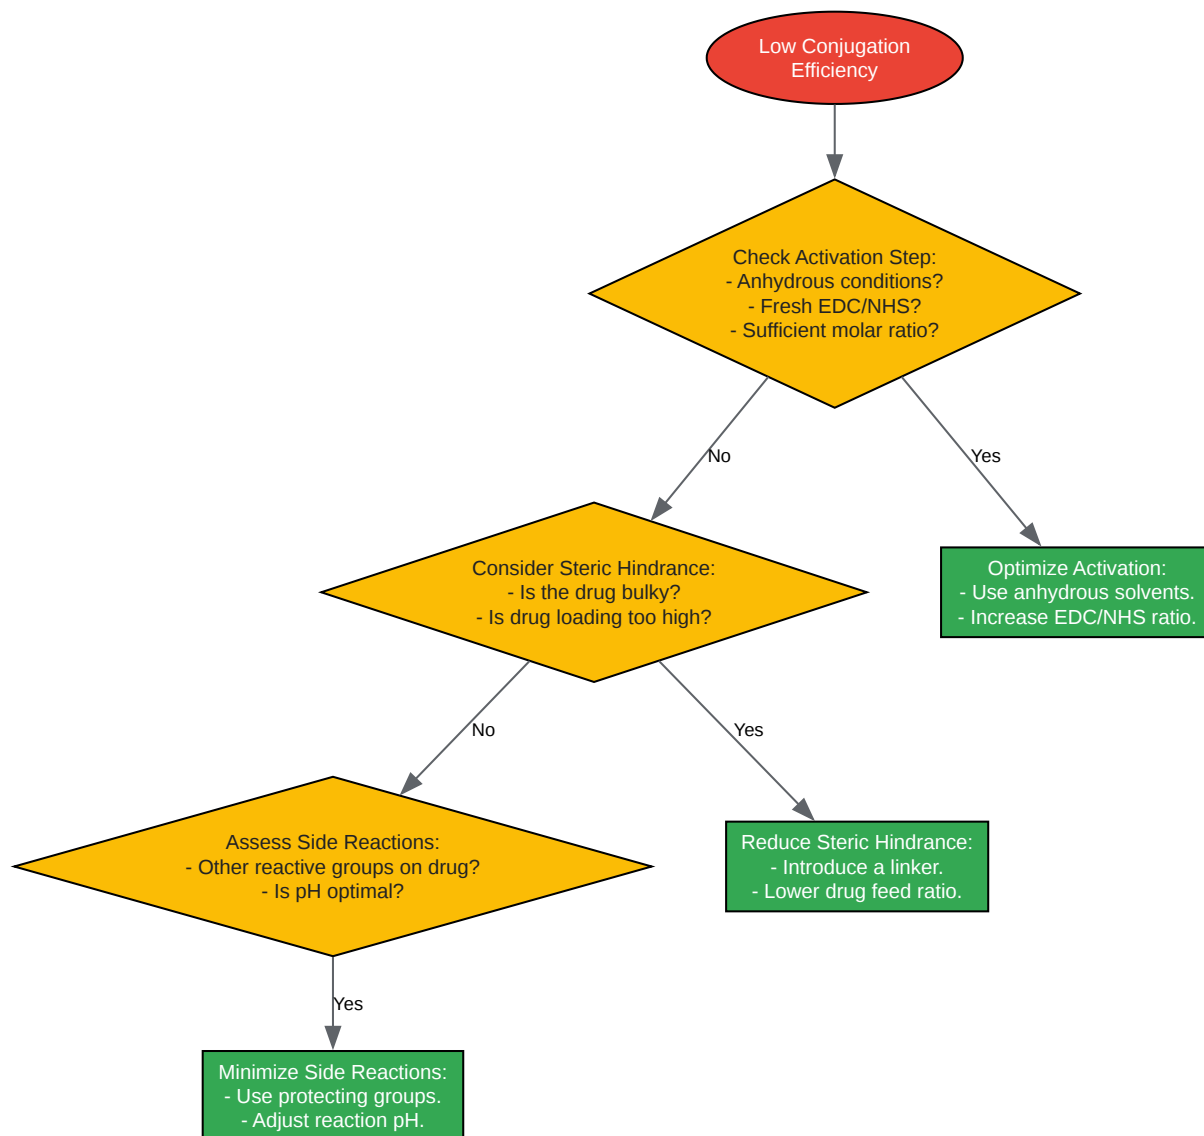 Low Conjugation
Efficiency
Check Activation Step:
- Anhydrous conditions?
- Fresh EDC/NHS?
- Sufficient molar ratio?
No
Yes
Consider Steric Hindrance:
- Is the drug bulky?
- Is drug loading too high?
Optimize Activation:
- Use anhydrous solvents.
- Increase EDC/NHS ratio.
No
Yes
Assess Side Reactions:
- Other reactive groups on drug?
- Is pH optimal?
Reduce Steric Hindrance:
- Introduce a linker.
- Lower drug feed ratio.
Yes
Minimize Side Reactions:
- Use protecting groups.
- Adjust reaction pH.